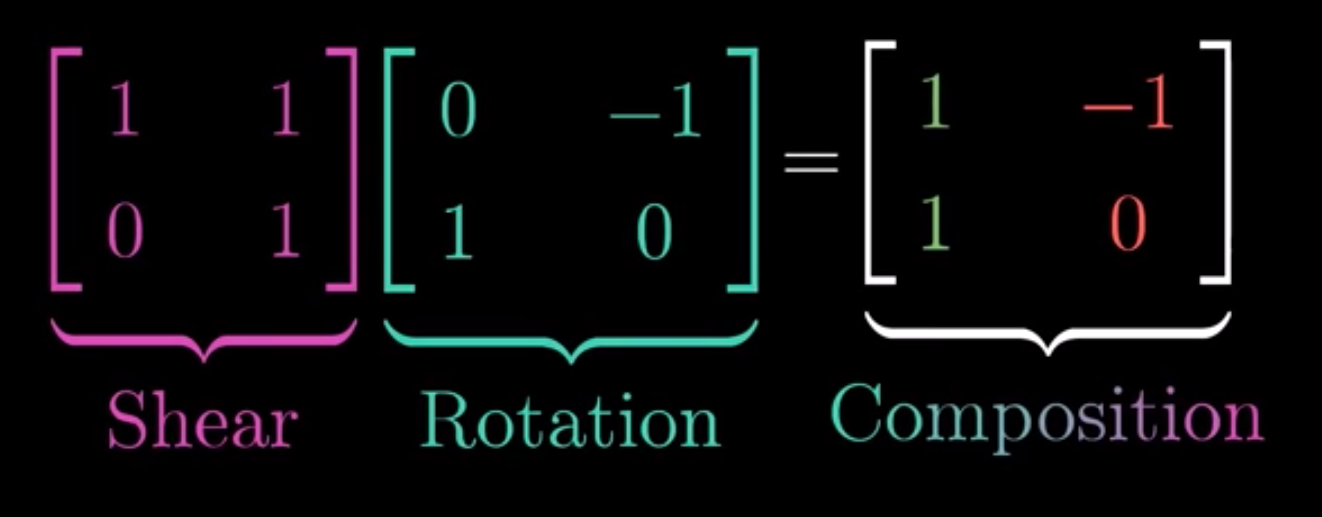 1 1 0 -1 = 1 -1
0 1 1 0 1 0
Shear Rotation Composition